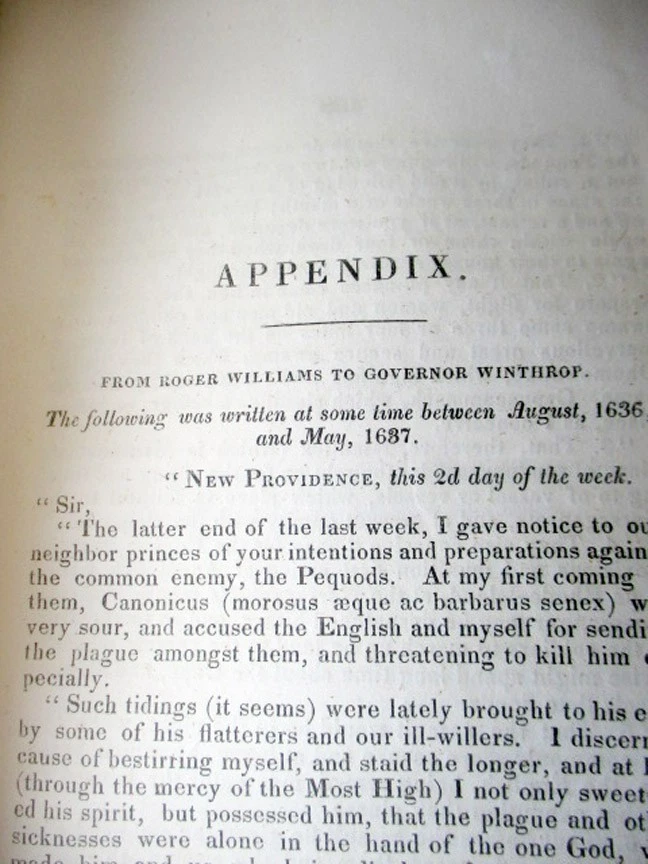 APPENDIX.
FROM ROGER WILLIAMS TO GOVERNOR WINTHROP.
The following was written at some time between August, 1636,
and May, 1637.
“ NEW PROVIDENCE, this 2d day of the week.
“ Sir,
“ The latter end of the last week, I gave notice to ou
neighbor princes of your intentions and preparations again
the common enemy, the Pequods. At my first coming
them, Canonicus (morosus æque ac barbarus senex) w
very sour, and accused the English and myself for sendi
the plague amongst them, and threatening to kill him e
pecially.
“ Such tidings (it seems) were lately brought to his e
by some of his flatterers and our ill-willers. I discern
cause of bestirring myself, and staid the longer, and at l
(through the mercy of the Most High) I not only sweet
ed his spirit, but possessed him, that the plague and ot
sicknesses were alone in the hand of the one God,
made him and